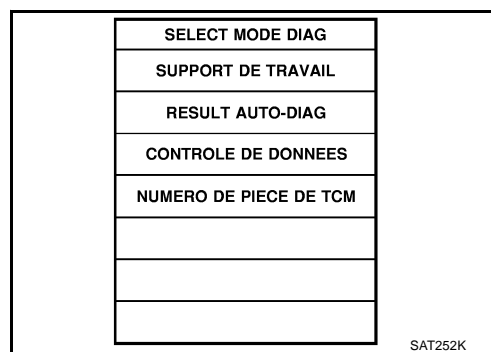 SELECT MODE DIAG
SUPPORT DE TRAVAIL
RESULT AUTO-DIAG
CONTROLE DE DONNEES
NUMERO DE PIECE DE TCM
SAT252K